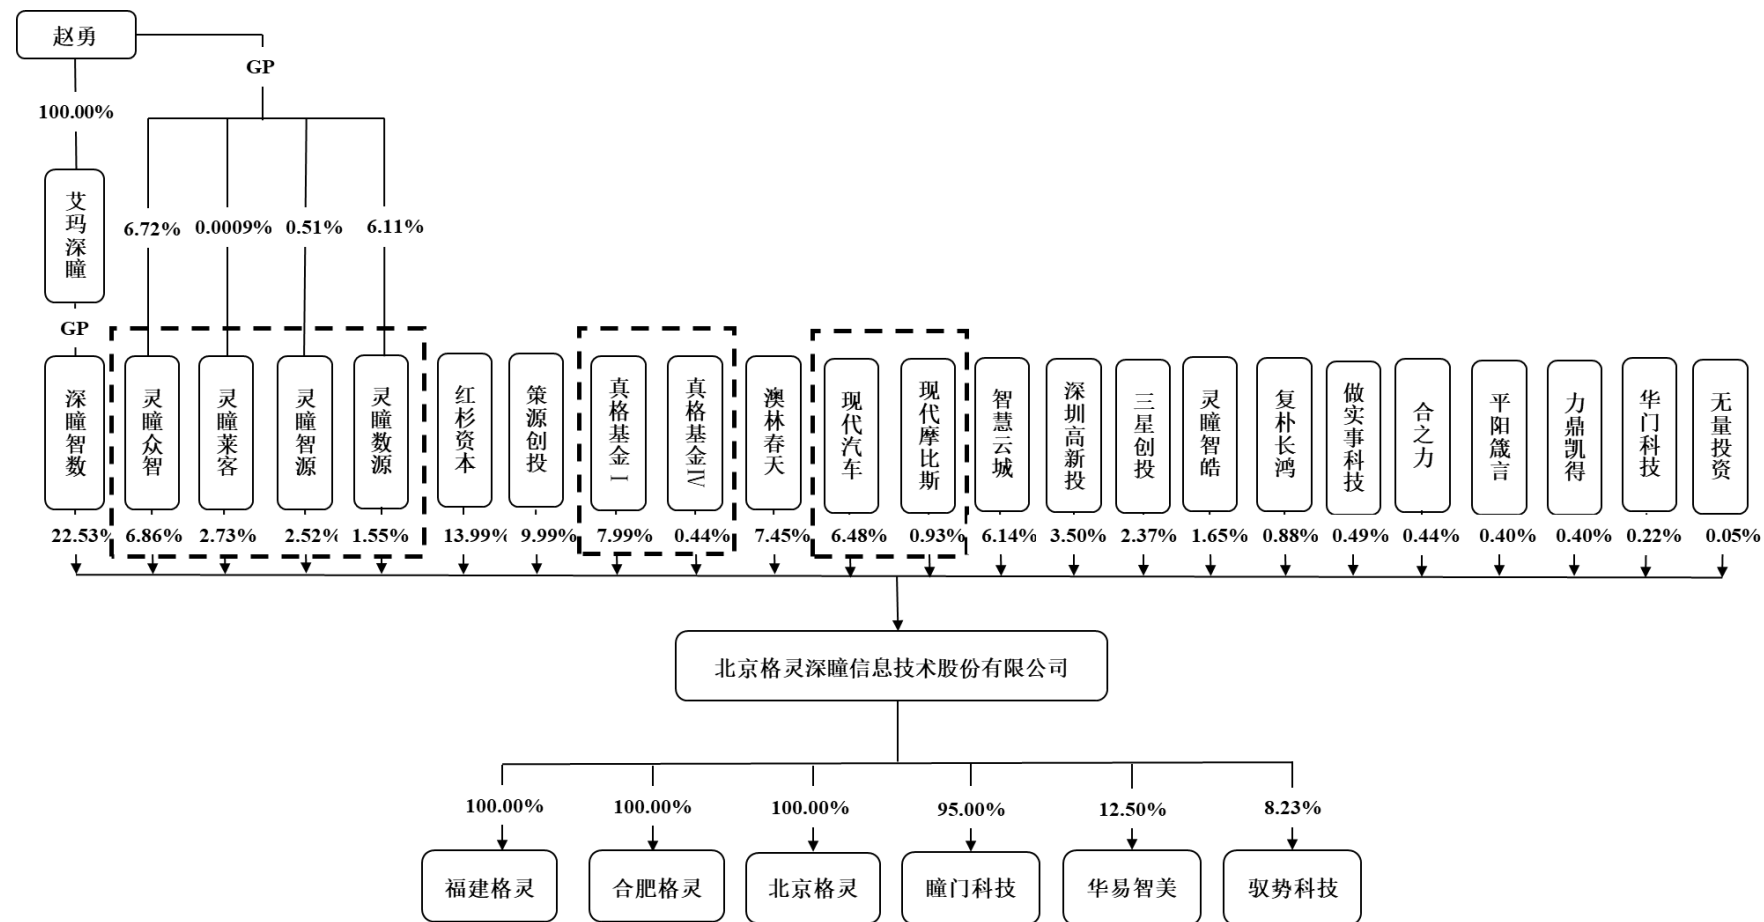 赵勇
GP
100.00%
艾玛深瞳
6.72%
0.0009%
0.51%
6.11%
GP
深瞳智数
灵瞳众智
灵瞳莱客
灵瞳智源
灵瞳数源
红杉资本
策源创投
真格基金 I
真格基金 IV
澳林春天
现代汽车
现代摩比斯
智慧云城
深圳高新投
三星创投
灵瞳智皓
复朴长鸿
做实事科技
合之力
平阳箴言
力鼎凯得
华门科技
无量投资
22.53%
6.86%
2.73%
2.52%
1.55%
13.99%
9.99%
7.99%
0.44%
7.45%
6.48%
0.93%
6.14%
3.50%
2.37%
1.65%
0.88%
0.49%
0.44%
0.40%
0.40%
0.22%
0.05%
北京格灵深瞳信息技术股份有限公司
100.00%
100.00%
100.00%
95.00%
12.50%
8.23%
福建格灵
合肥格灵
北京格灵
瞳门科技
华易智美
驭势科技